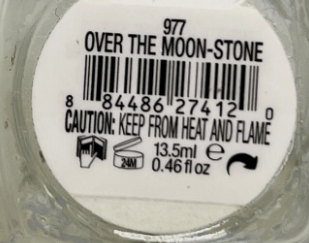 977
OVER THE MOON-STONE
8 84486 27412 0
CAUTION: KEEP FROM HEAT AND FLAME
24M 13.5ml e
0.46 fl oz